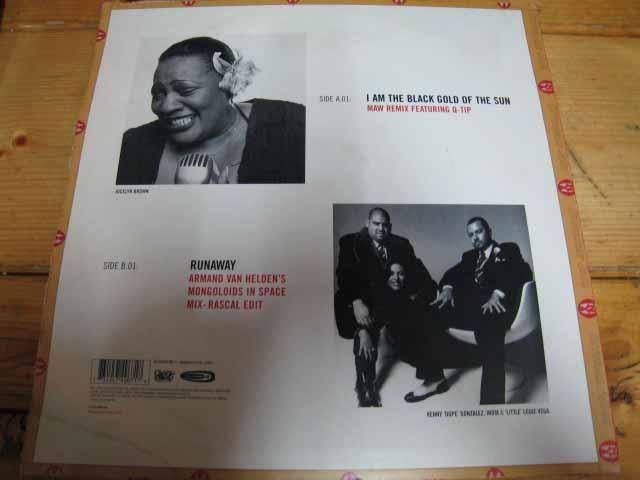 SIDE A.01: I AM THE BLACK GOLD OF THE SUN
MAW REMIX FEATURING Q-TIP
JOCELYN BROWN
SIDE B.01: RUNAWAY
ARMAND VAN HELDEN'S
MONGOLOIDS IN SPACE
MIX- RASCAL EDIT
KENNY 'DOPE' GONZALEZ, INDIA & 'LITTLE' LOUIE VEGA